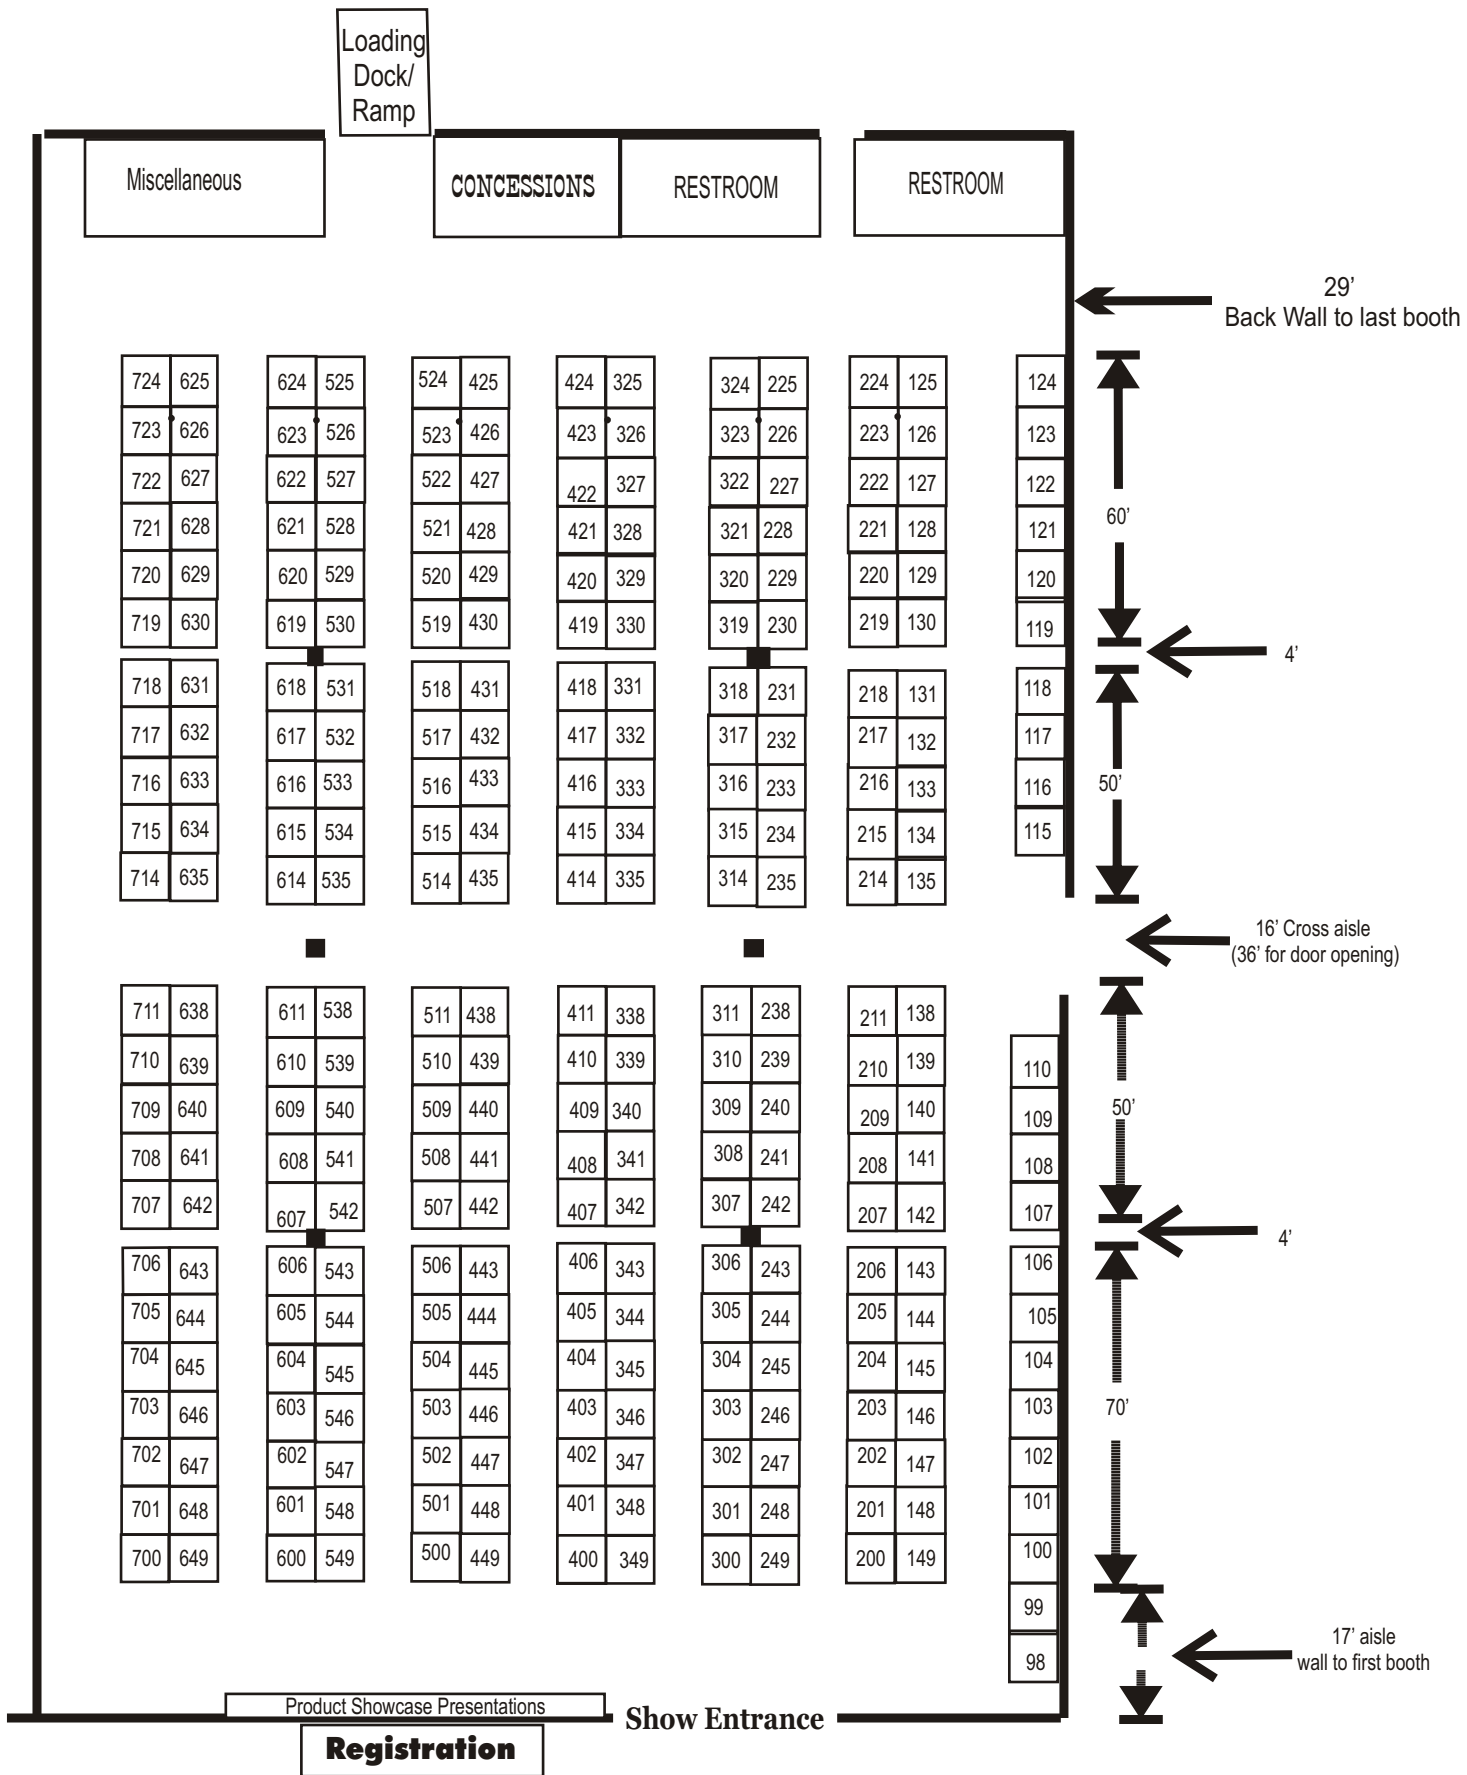 Loading
Dock/
Ramp
Miscellaneous
CONCESSIONS
RESTROOM
RESTROOM
29’
Back Wall to last booth
724 625 624 525 524 425 424 325 324 225 224 125 124
723 626 623 526 523 426 423 326 323 226 223 126 123
722 627 622 527 522 427 422 327 322 227 222 127 122
721 628 621 528 521 428 421 328 321 228 221 128 121
60’
720 629 620 529 520 429 420 329 320 229 220 129 120
719 630 619 530 519 430 419 330 319 230 219 130 119
4’
718 631 618 531 518 431 418 331 318 231 218 131 118
717 632 617 532 517 432 417 332 317 232 217 132 117
716 633 616 533 516 433 416 333 316 233 216 133 116
50’
715 634 615 534 515 434 415 334 315 234 215 134 115
714 635 614 535 514 435 414 335 314 235 214 135
16’ Cross aisle
(36’ for door opening)
711 638 611 538 511 438 411 338 311 238 211 138
710 639 610 539 510 439 410 339 310 239 210 139 110
709 640 609 540 509 440 409 340 309 240 209 140 109
50’
708 641 608 541 508 441 408 341 308 241 208 141 108
707 642 607 542 507 442 407 342 307 242 207 142 107
4’
706 643 606 543 506 443 406 343 306 243 206 143 106
705 644 605 544 505 444 405 344 305 244 205 144 105
704 645 604 545 504 445 404 345 304 245 204 145 104
703 646 603 546 503 446 403 346 303 246 203 146 103
70’
702 647 602 547 502 447 402 347 302 247 202 147 102
701 648 601 548 501 448 401 348 301 248 201 148 101
700 649 600 549 500 449 400 349 300 249 200 149 100
99
98
17’ aisle
wall to first booth
Product Showcase Presentations
Show Entrance
Registration